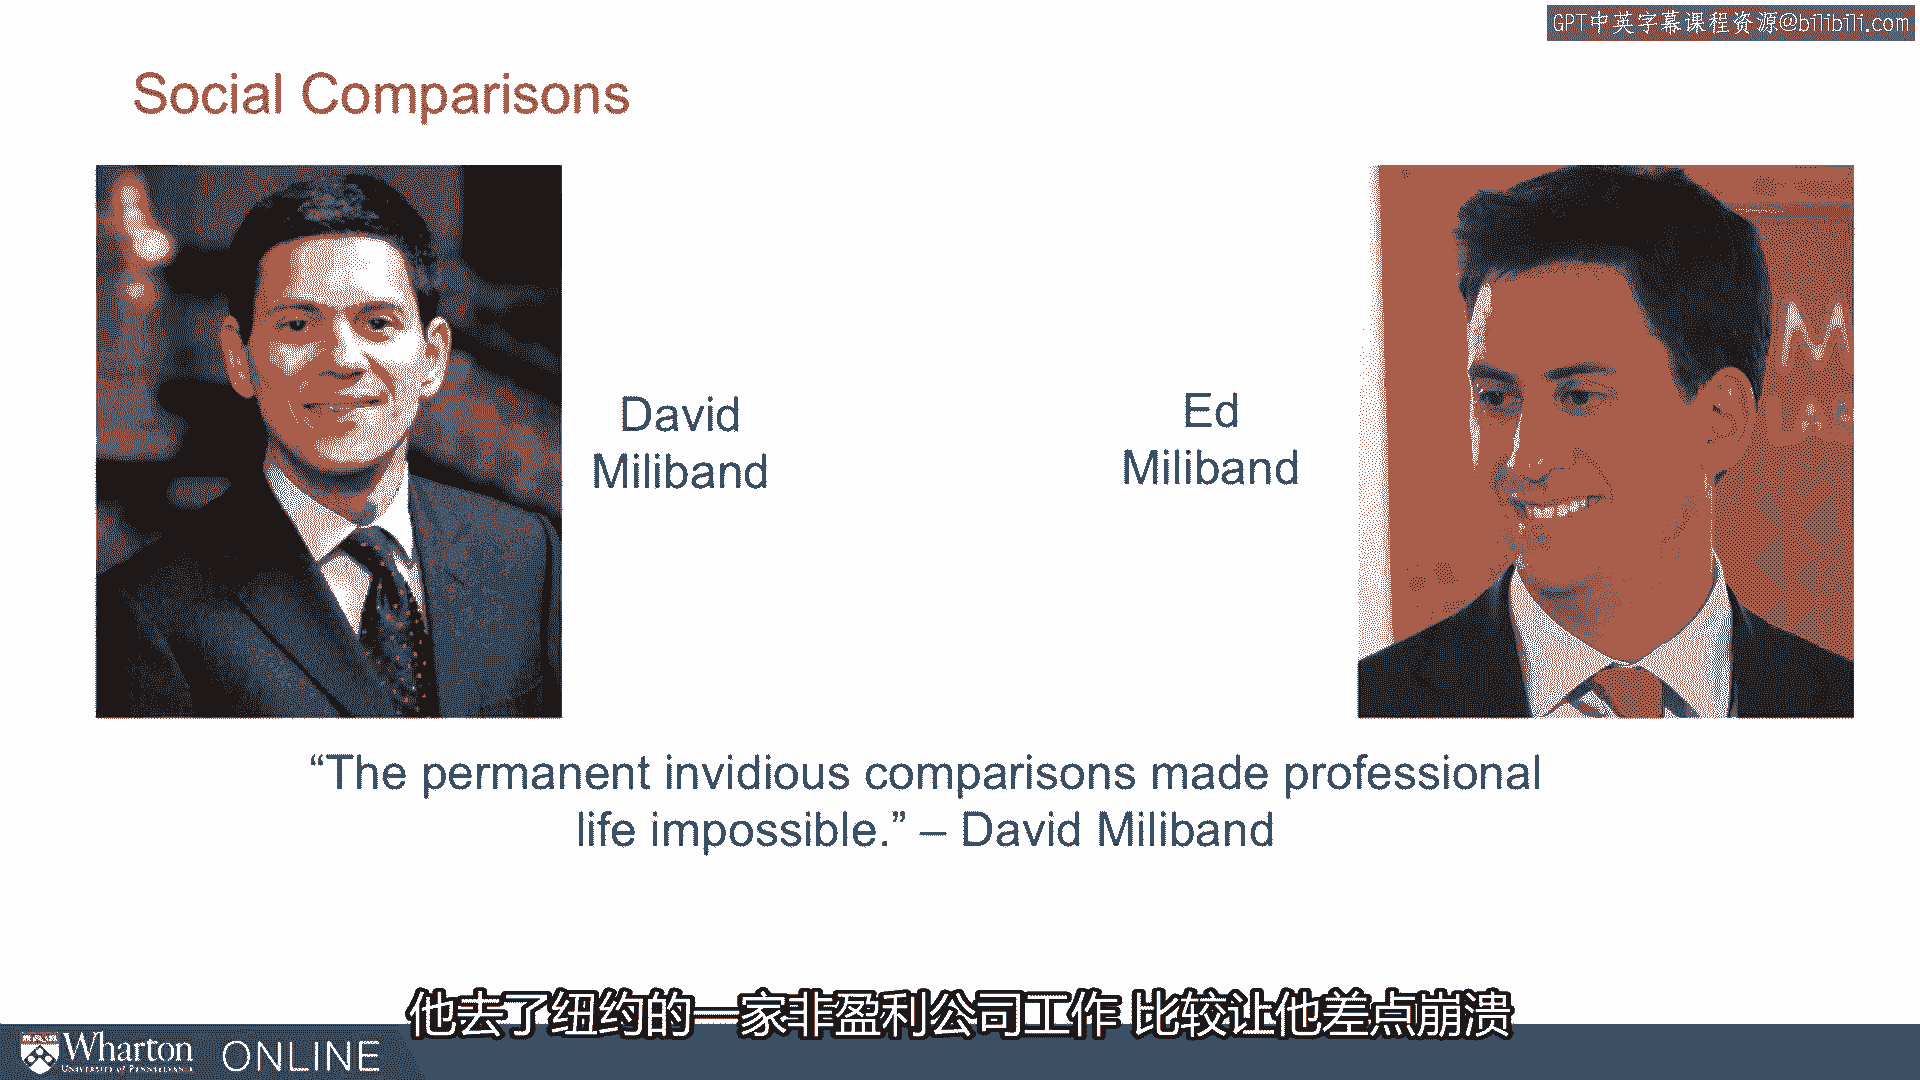 GPT中英字幕课程资源@bilibili.com
Social Comparisons
David
Miliband
Ed
Miliband
M
“The permanent invidious comparisons made professional
life impossible.” – David Miliband
他去了纽约的一家非盈利公司工作 比较让他差点崩溃
Wharton
UNIVERSITY of PENNSYLVANIA
ONLINE